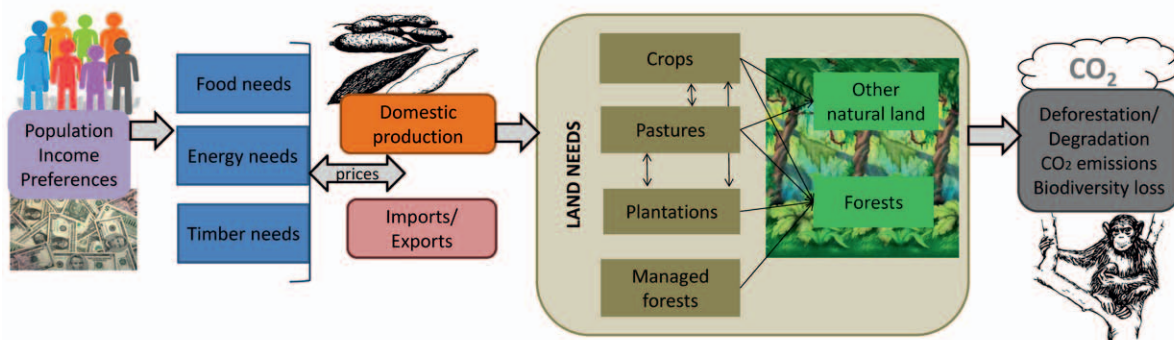 Population
Income
Preferences
Food needs
Energy needs
Timber needs
Domestic
production
prices
Imports/
Exports
LAND NEEDS
Crops
Pastures
Plantations
Managed
forests
Other
natural land
Forests
CO₂
Deforestation/
Degradation
CO₂ emissions
Biodiversity loss